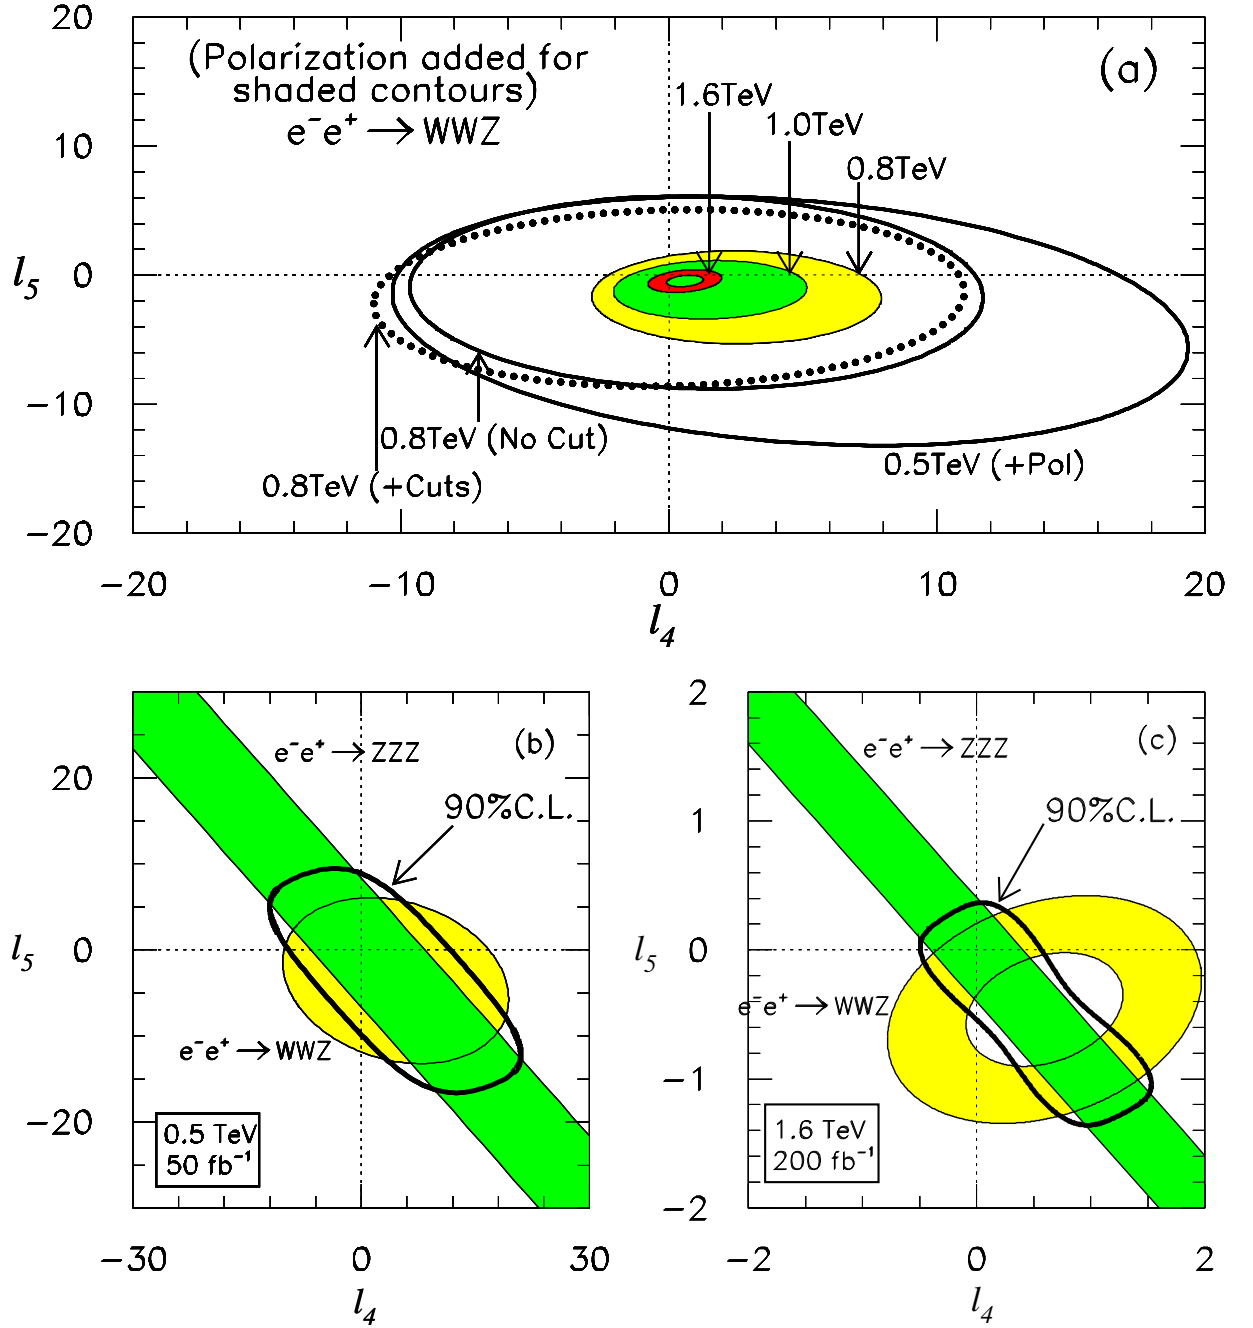 20
(Polarization added for
shaded contours)
e⁻e⁺ → WWZ
(a)
1.6TeV
1.0TeV
0.8TeV
10
l₅
0
−10
0.8TeV (No Cut)
0.8TeV (+Cuts)
0.5TeV (+Pol)
−20
−20 −10 0 10 20
l₄
e⁻e⁺ → ZZZ
(b)
90%C.L.
20
l₅
0
e⁻e⁺ → WWZ
−20
0.5 TeV
50 fb⁻¹
−30 0 30
l₄
2
e⁻e⁺ → ZZZ
(c)
90%C.L.
1
l₅
0
e⁻e⁺ → WWZ
−1
1.6 TeV
200 fb⁻¹
−2
−2 0 2
l₄